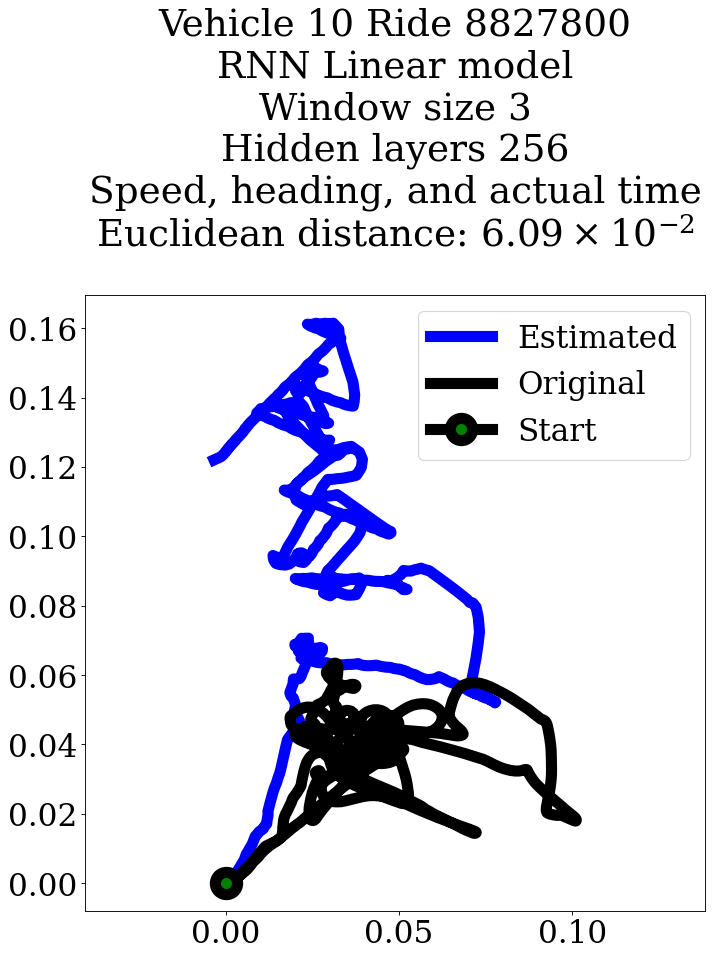 Vehicle 10 Ride 8827800
RNN Linear model
Window size 3
Hidden layers 256
Speed, heading, and actual time
Euclidean distance: 6.09 × 10⁻²
Estimated
Original
Start
0.16
0.14
0.12
0.10
0.08
0.06
0.04
0.02
0.00
0.00 0.05 0.10